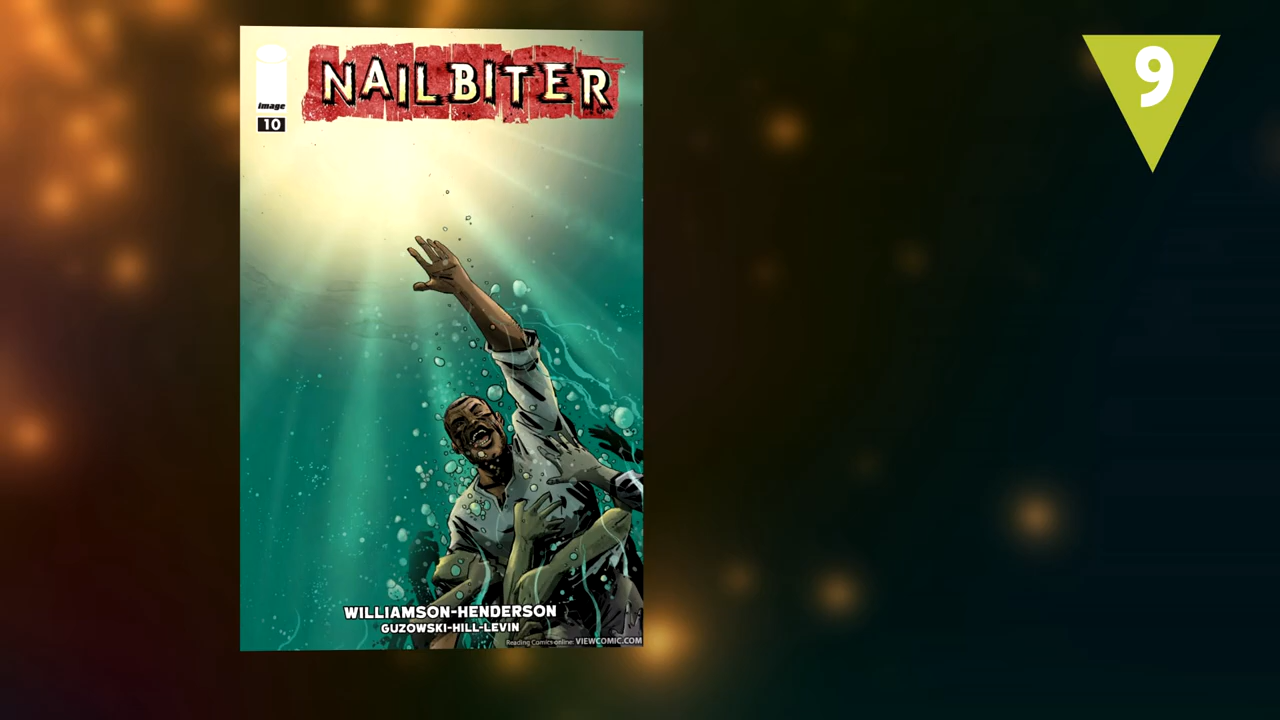 NAILBITER
image
10
9
WILLIAMSON-HENDERSON
GUZOWSKI-HILL-LEVIN
Reading Comics online: VIEWCOMIC.COM